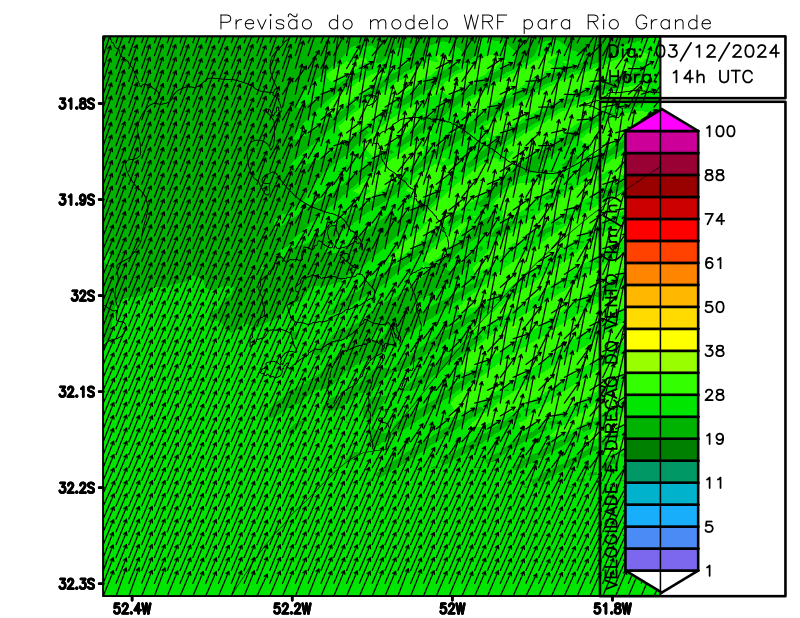 Previsão do modelo WRF para Rio Grande
Dia: 03/12/2024
Hora: 14h UTC
31.8S
31.9S
32S
32.1S
32.2S
32.3S
52.4W
52.2W
52W
51.8W
VELOCIDADE E DIREÇÃO DO VENTO (km/h)
100
88
74
61
50
38
28
19
11
5
1